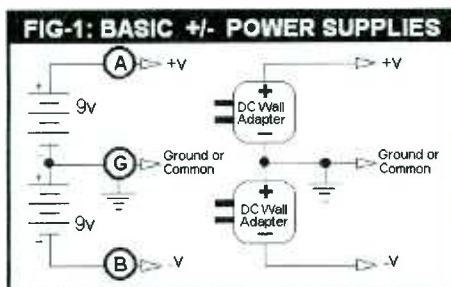 FIG-1: BASIC +/- POWER SUPPLIES
A +V
+ 9v
G Ground or Common
+ 9v
B -V
+V
+
DC Wall
Adapter
−
Ground or
Common
+
DC Wall
Adapter
−
-V